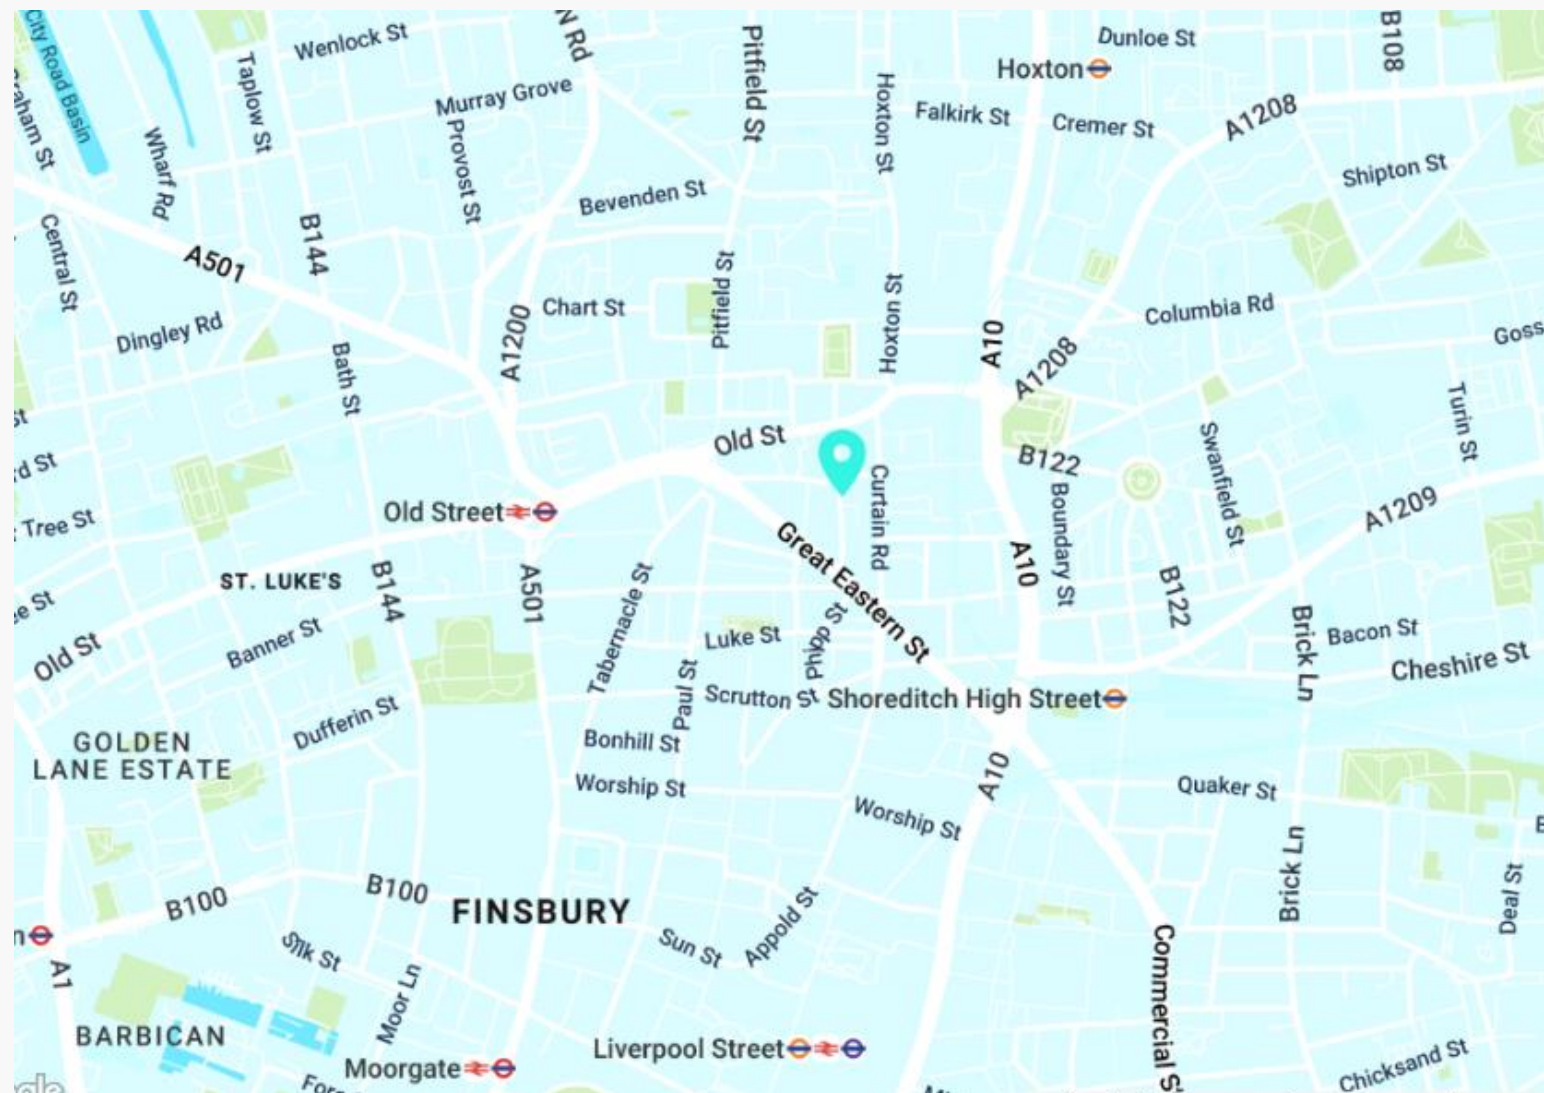 City Road Basin
Taplow St
Wenlock St
N Rd
Pitfield St
Hoxton
Dunloe St
B108
Murray Grove
Hoxton St
Falkirk St
Cremer St
A1208
Wharf Rd
Provost St
Shipton St
Bevenden St
Central St
B144
A501
Pitfield St
Hoxton St
Chart St
A1200
Columbia Rd
Dingley Rd
A10
A1208
Bath St
Turin St
Old St
B122
Swanfield St
Curtain Rd
Boundary St
A1209
Old Street
Tree St
Great Eastern St
A10
ST. LUKE'S
B144
A501
Tabernacle St
B122
Old St
Banner St
Luke St
Phipp St
Brick Ln
Bacon St
Cheshire St
Paul St
Scrutton St
Shoreditch High Street
Dufferin St
GOLDEN
LANE ESTATE
Bonhill St
Worship St
A10
Quaker St
Worship St
Brick Ln
B100
B100
FINSBURY
Deal St
Appold St
Sun St
Silk St
A1
Moor Ln
Commercial S
BARBICAN
Liverpool Street
Moorgate
Chicksand St